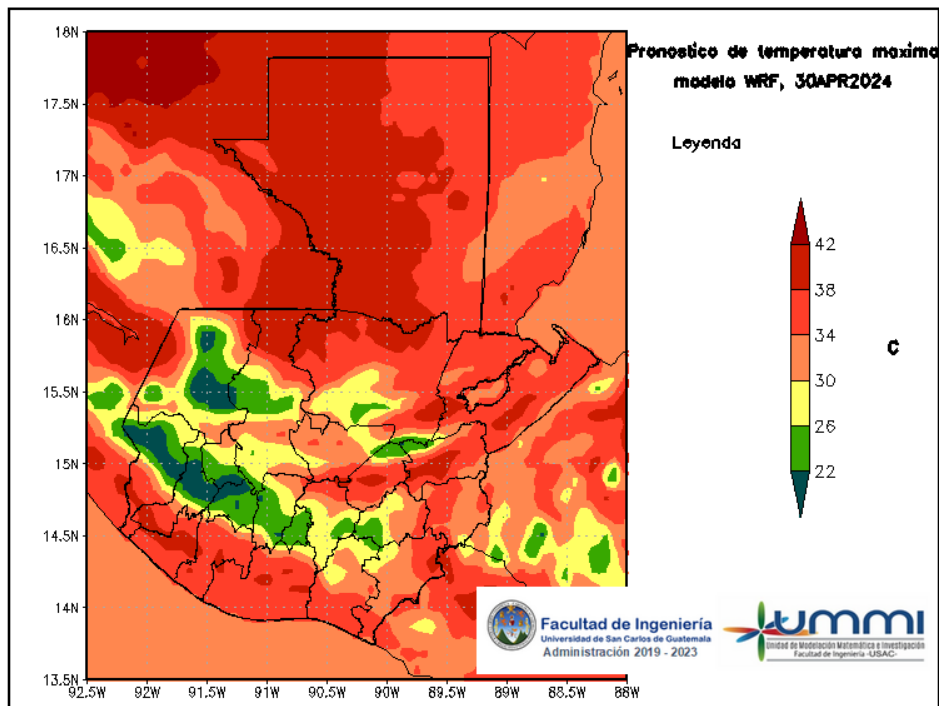 Pronostico de temperatura maxima
modelo WRF, 30APR2024
Leyenda
42
38
34
30
26
22
C
18N
17.5N
17N
16.5N
16N
15.5N
15N
14.5N
14N
13.5N
92.5W
92W
91.5W
91W
90.5W
90W
89.5W
89W
88.5W
88W
Facultad de Ingeniería
Universidad de San Carlos de Guatemala
Administración 2019 - 2023
UMMI
Unidad de Modelación Matemática e Investigación
Facultad de Ingeniería -USAC-